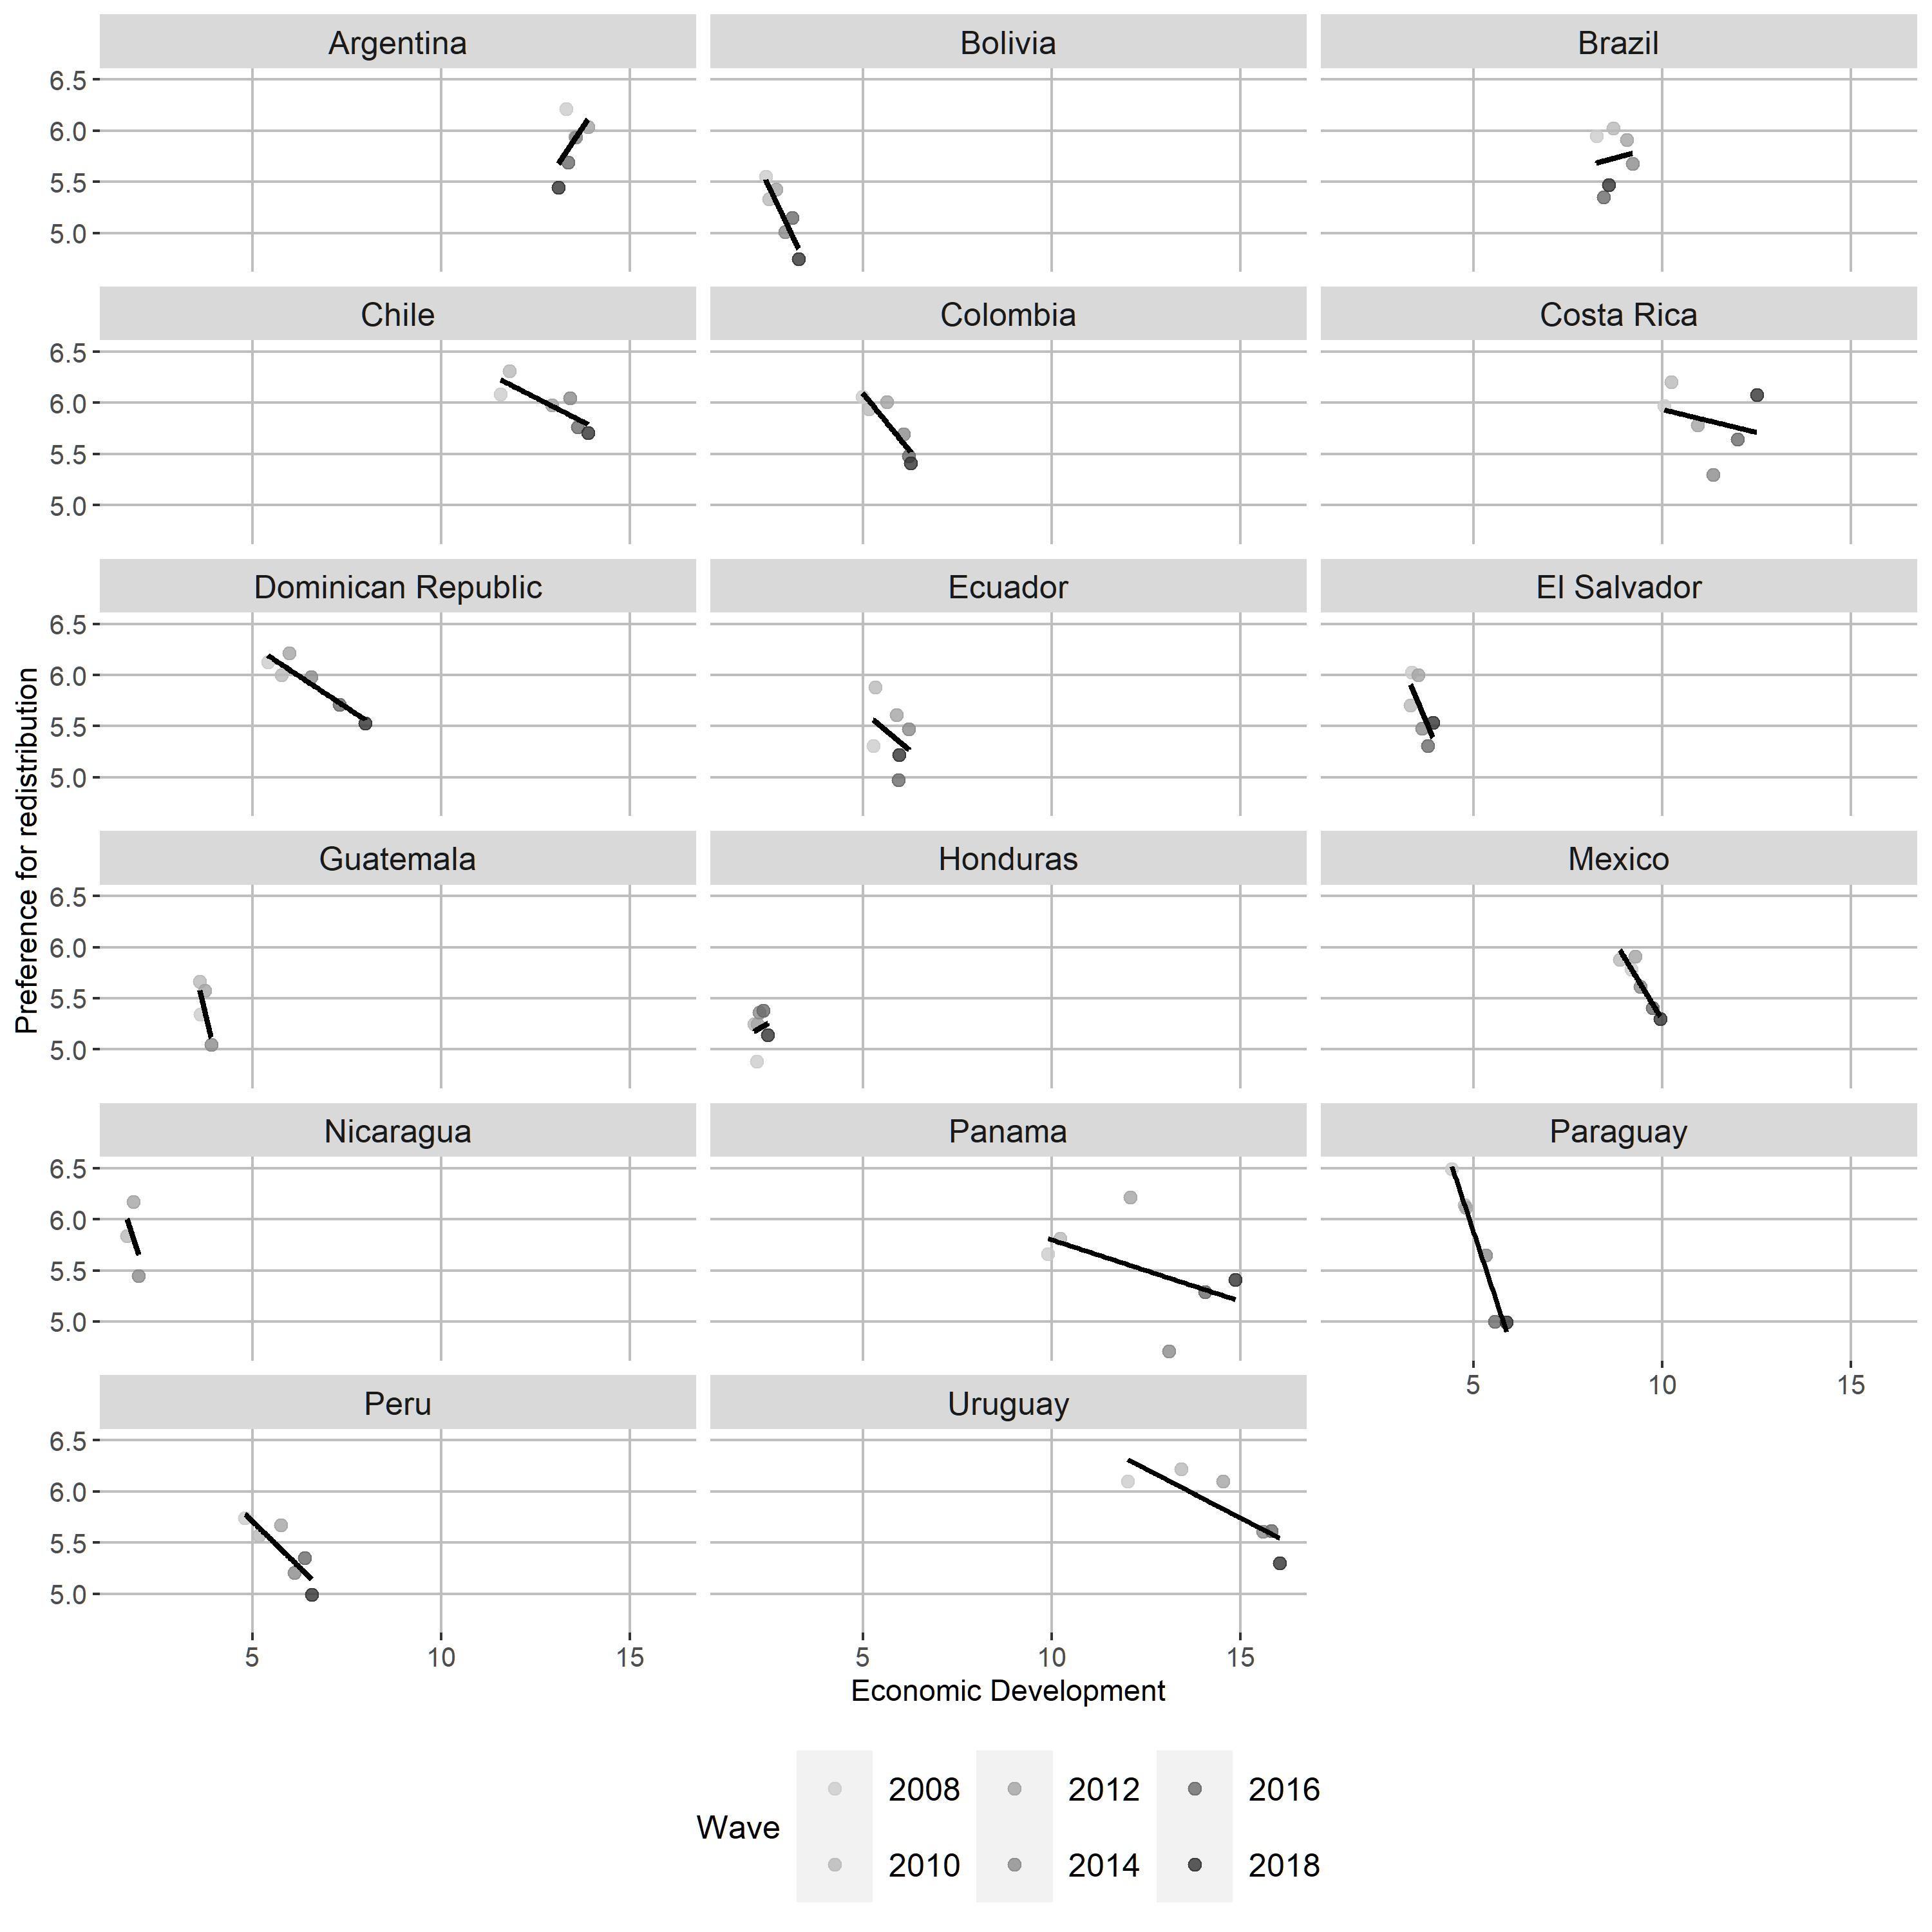 Argentina Bolivia Brazil
6.5
6.0
5.5
5.0
Chile Colombia Costa Rica
6.5
6.0
5.5
5.0
Dominican Republic Ecuador El Salvador
6.5
6.0
5.5
5.0
Preference for redistribution
Guatemala Honduras Mexico
6.5
6.0
5.5
5.0
Nicaragua Panama Paraguay
6.5
6.0
5.5
5.0
5 10 15
Peru Uruguay
6.5
6.0
5.5
5.0
5 10 15 5 10 15
Economic Development
Wave
2008 2012 2016
2010 2014 2018